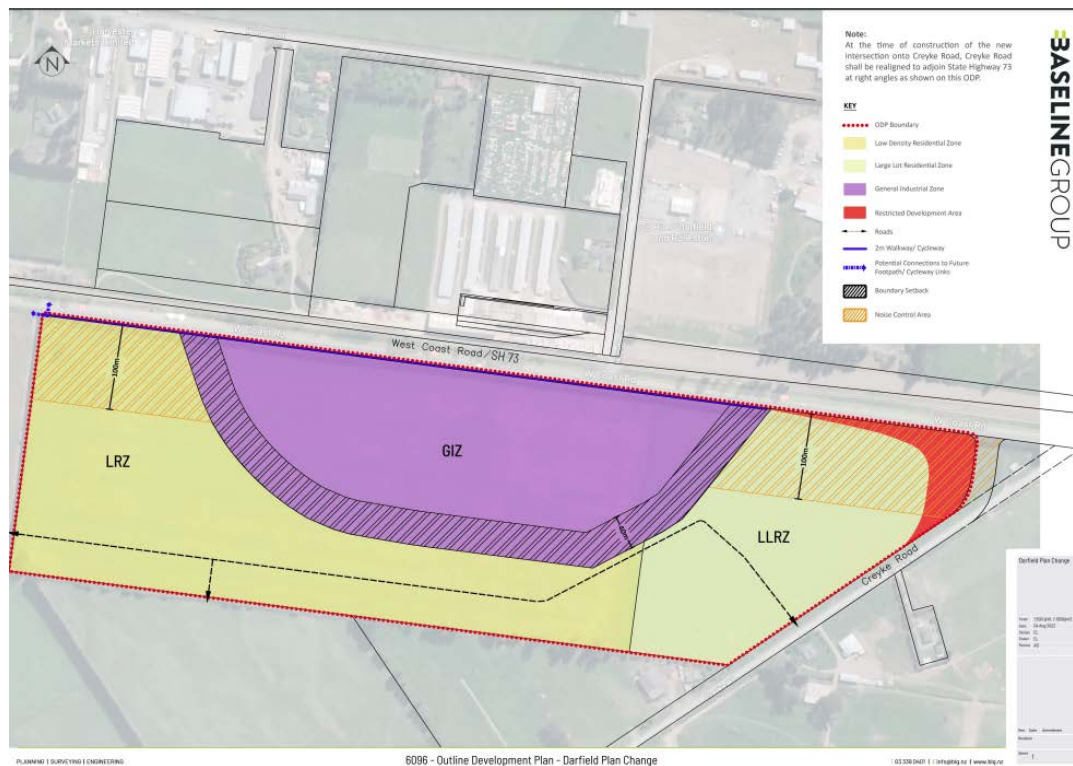 Note:
At the time of construction of the new
intersection onto Creyke Road, Creyke Road
shall be realigned to adjoin State Highway 73
at right angles as shown on this ODP.
KEY
ODP Boundary
Low Density Residential Zone
Large Lot Residential Zone
General Industrial Zone
Restricted Development Area
Roads
2m Walkway/ Cycleway
Potential Connections to Future
Footpath/ Cycleway Links
Boundary Setback
Noise Control Area
BASELINEGROUP
N
West Coast Road/SH 73
100m
100m
LRZ
GIZ
LLRZ
Creyke Road
Darfield Plan Change
PLANNING | SURVEYING | ENGINEERING
6096 - Outline Development Plan - Darfield Plan Change
info@blg.nz | www.blg.nz